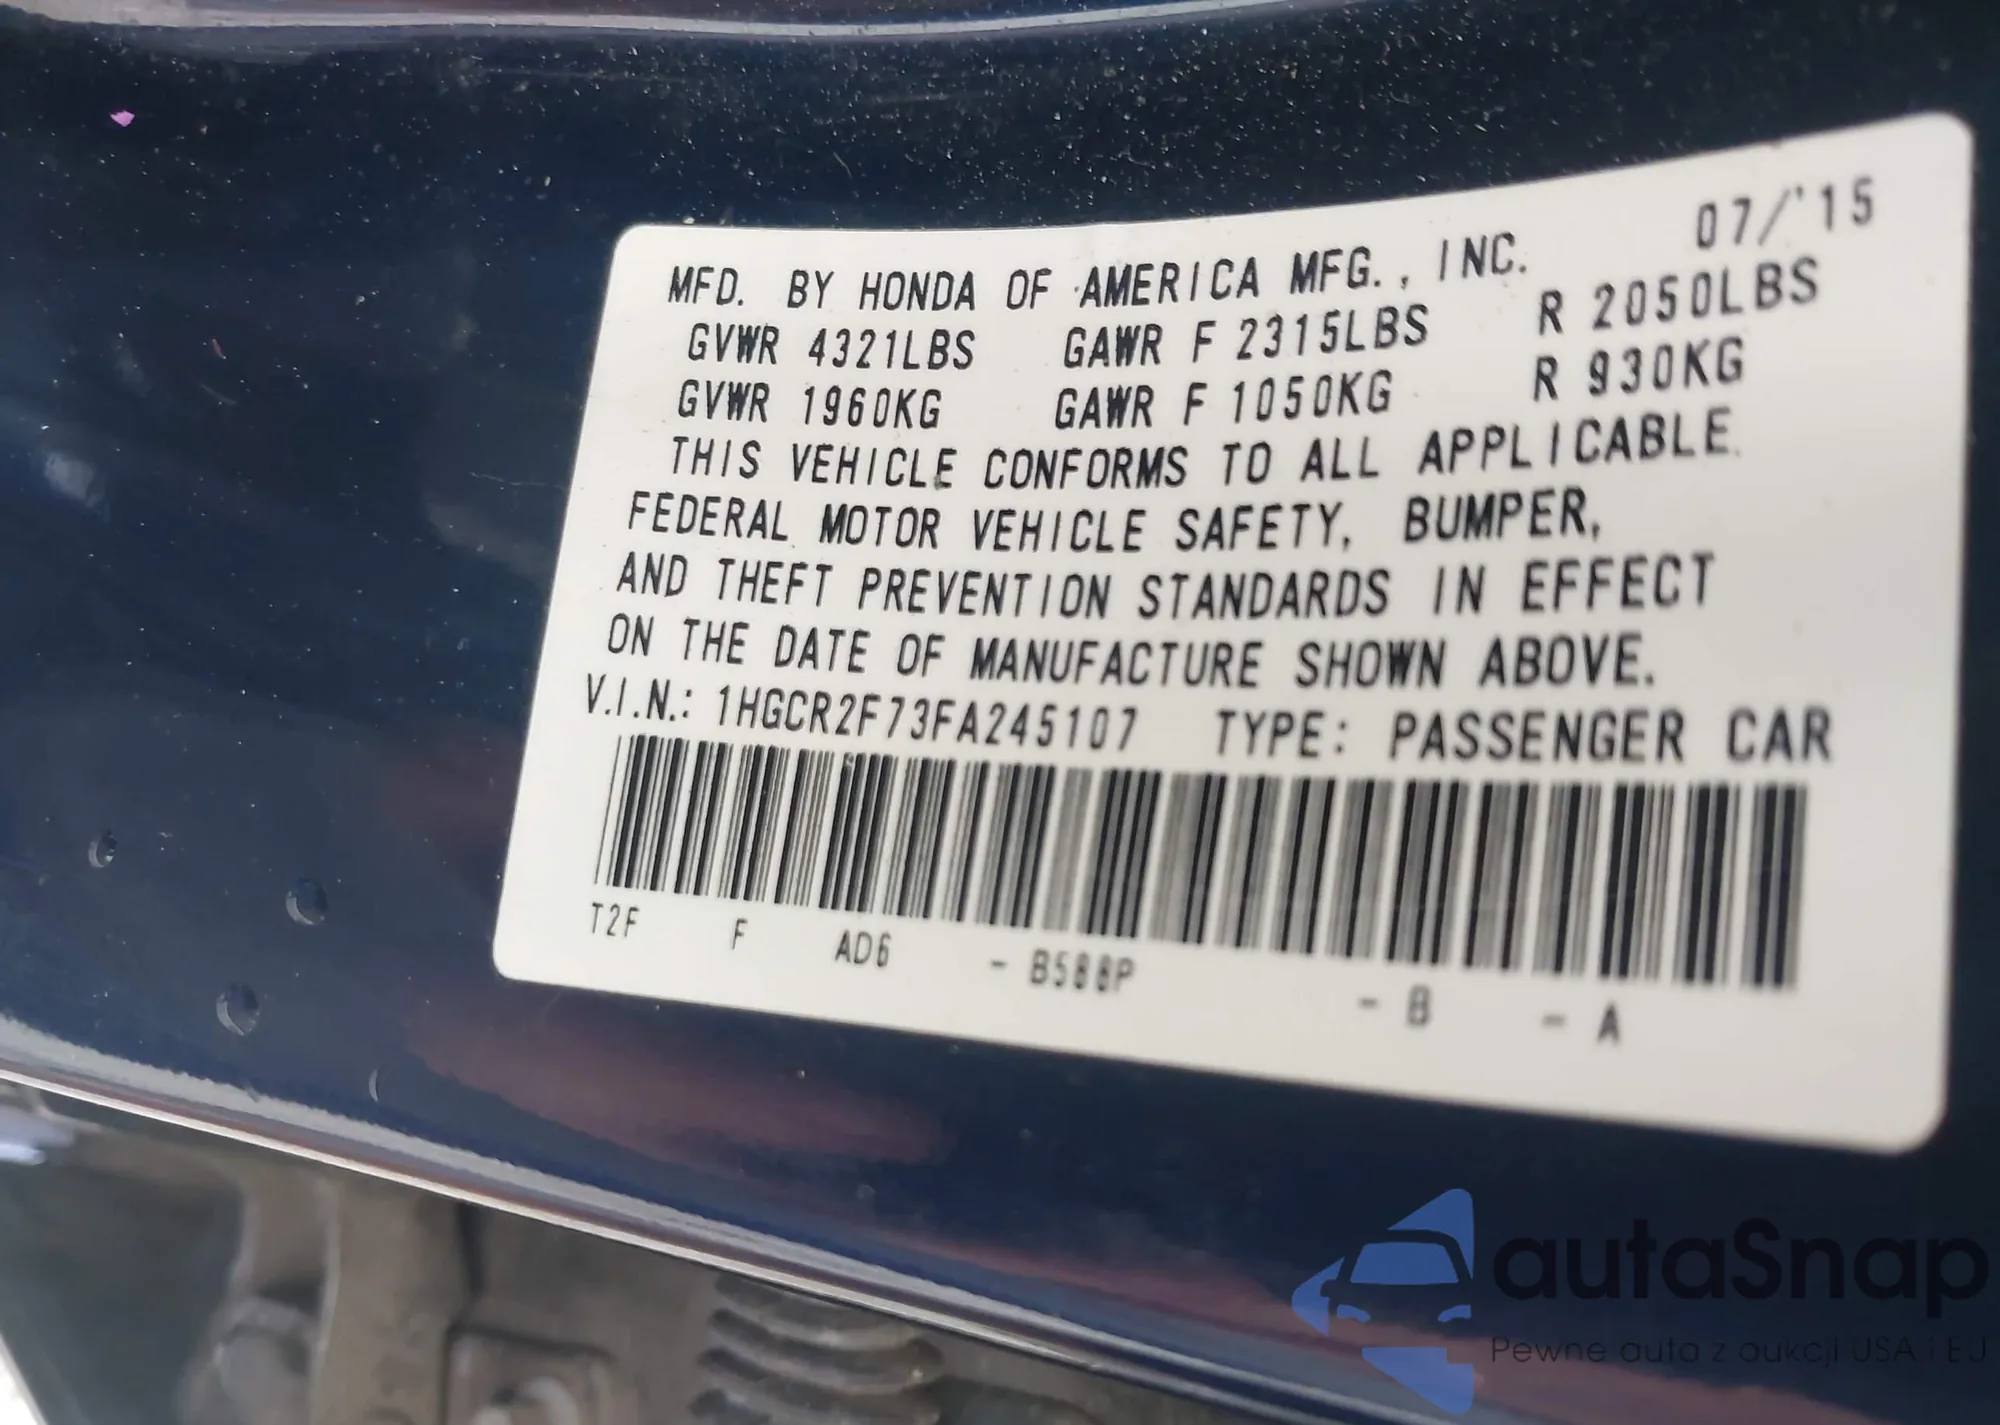 07/'15
MFD. BY HONDA OF AMERICA MFG., INC.
GVWR 4321LBS GAWR F 2315LBS R 2050LBS
GVWR 1960KG GAWR F 1050KG R 930KG
THIS VEHICLE CONFORMS TO ALL APPLICABLE
FEDERAL MOTOR VEHICLE SAFETY, BUMPER,
AND THEFT PREVENTION STANDARDS IN EFFECT
ON THE DATE OF MANUFACTURE SHOWN ABOVE.
V.I.N.: 1HGCR2F73FA245107 TYPE: PASSENGER CAR
T2F F AD6 - B588P - B - A
autaSnap
Pewne auta z aukcji USA i EU